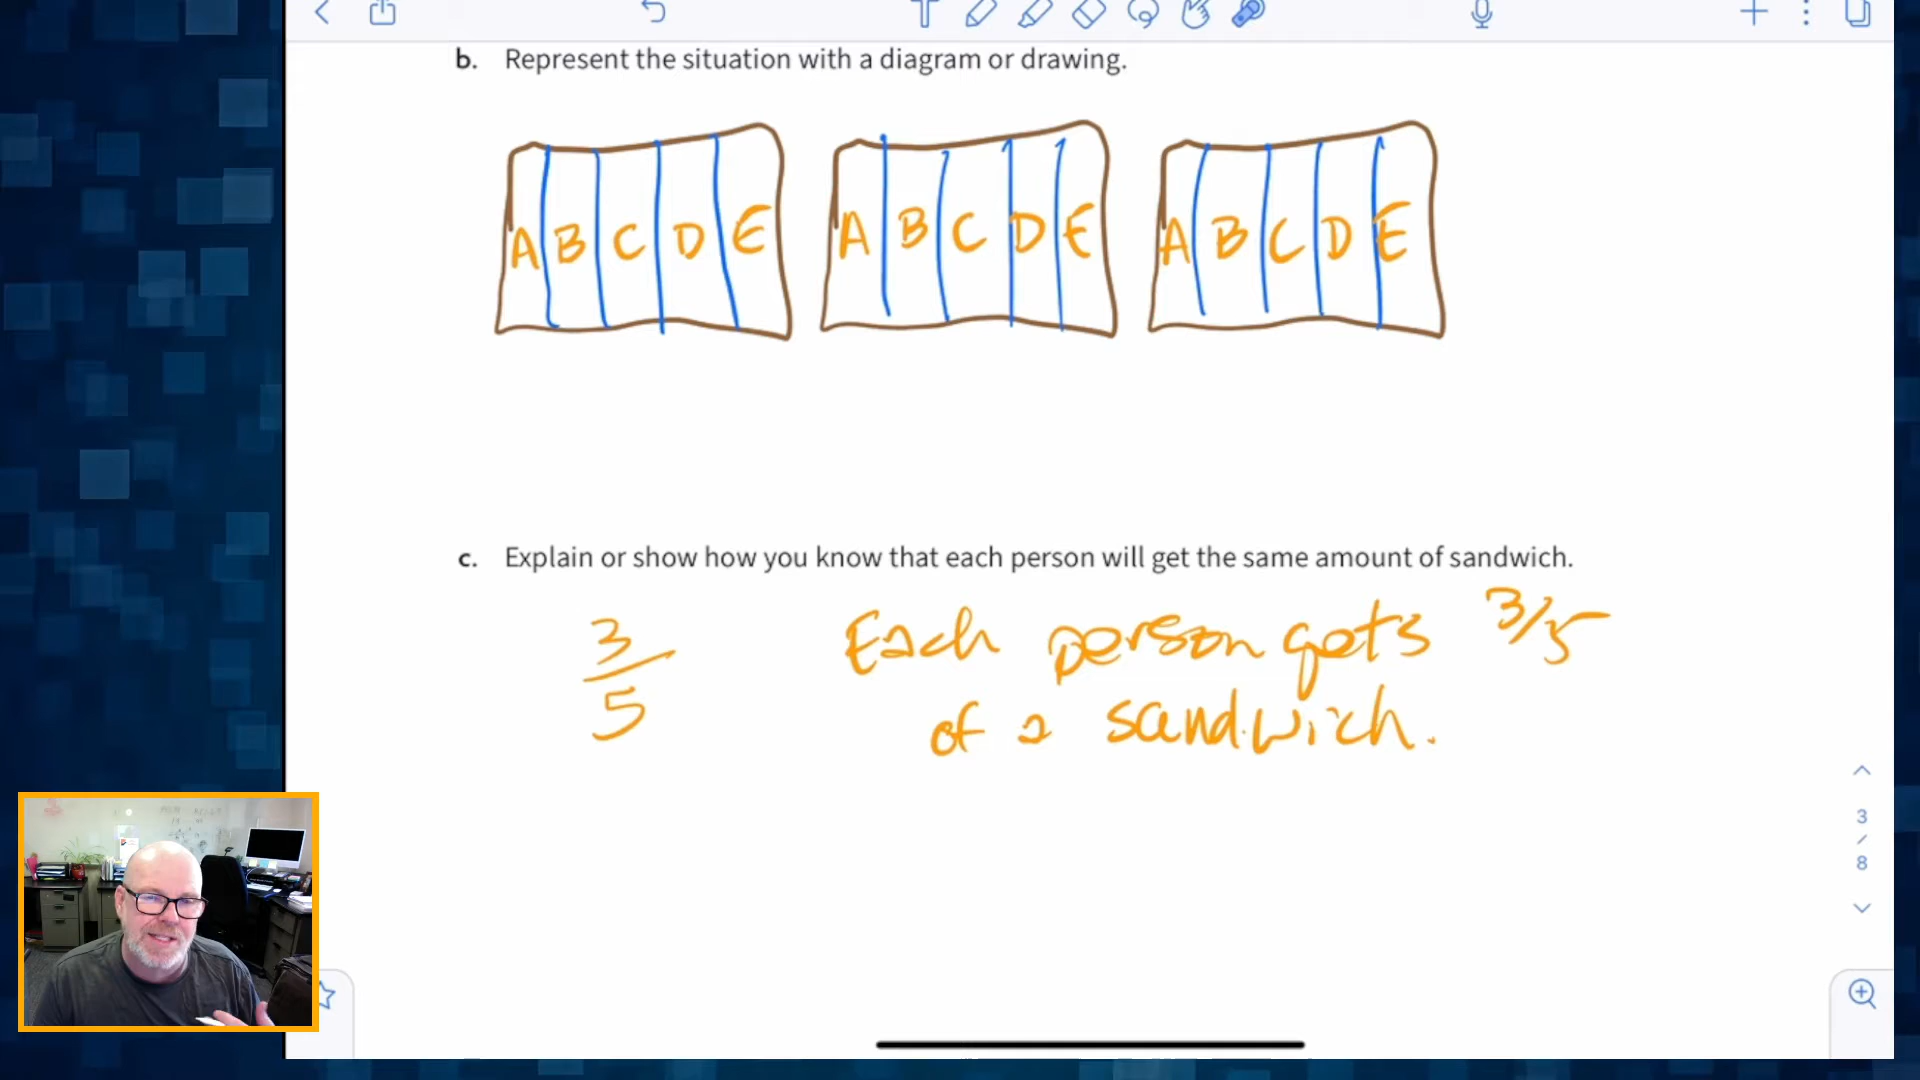 b. Represent the situation with a diagram or drawing.
A B C D E A B C D E A B C D E
c. Explain or show how you know that each person will get the same amount of sandwich.
3
5
Each person gets 3/5
of a sandwich.
3
/
8